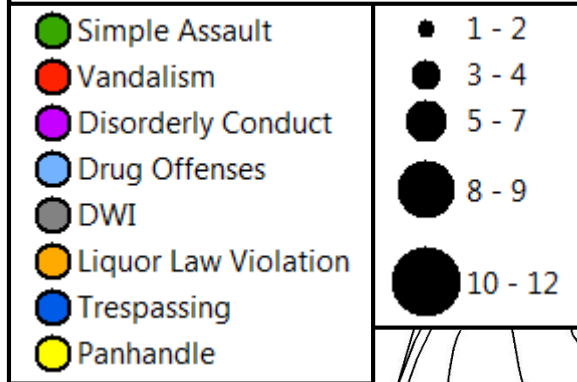 Simple Assault
Vandalism
Disorderly Conduct
Drug Offenses
DWI
Liquor Law Violation
Trespassing
Panhandle
1 - 2
3 - 4
5 - 7
8 - 9
10 - 12